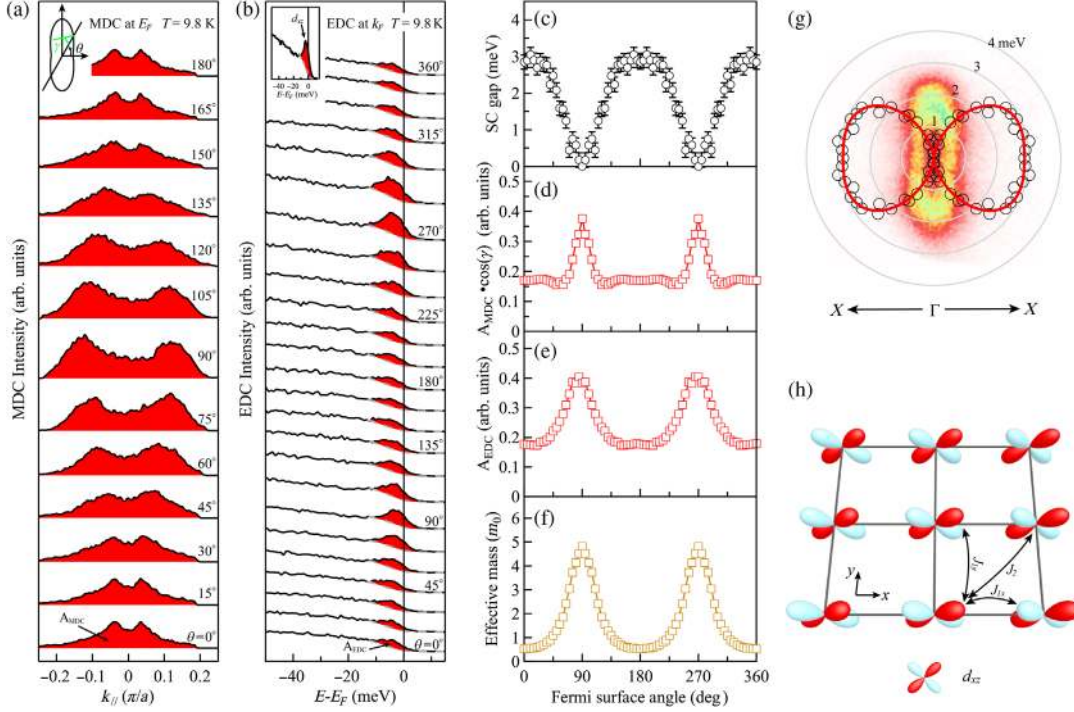 (a)
MDC at E_F T = 9.8 K
γ
θ
180°
165°
150°
135°
120°
105°
90°
75°
60°
45°
30°
15°
A_MDC
θ=0°
MDC Intensity (arb. units)
-0.2 -0.1 0 0.1 0.2
k_// (π/a)
(b)
EDC at k_F T = 9.8 K
d_xz
-40 -20 0
E-E_F (meV)
360°
315°
270°
225°
180°
135°
90°
45°
A_EDC
θ=0°
EDC Intensity (arb. units)
-40 -20 0
E-E_F (meV)
(c)
SC gap (meV)
4
3
2
1
0
(d)
A_MDC •cos(γ) (arb. units)
0.5
0.4
0.3
0.2
0.1
0
(e)
A_EDC (arb. units)
0.5
0.4
0.3
0.2
0.1
0
(f)
Effective mass (m_0)
6
5
4
3
2
1
0
0 90 180 270 360
Fermi surface angle (deg)
(g)
4 meV
3
2
1
X Γ X
(h)
J_1y
J_2
J_1x
y
x
d_xz